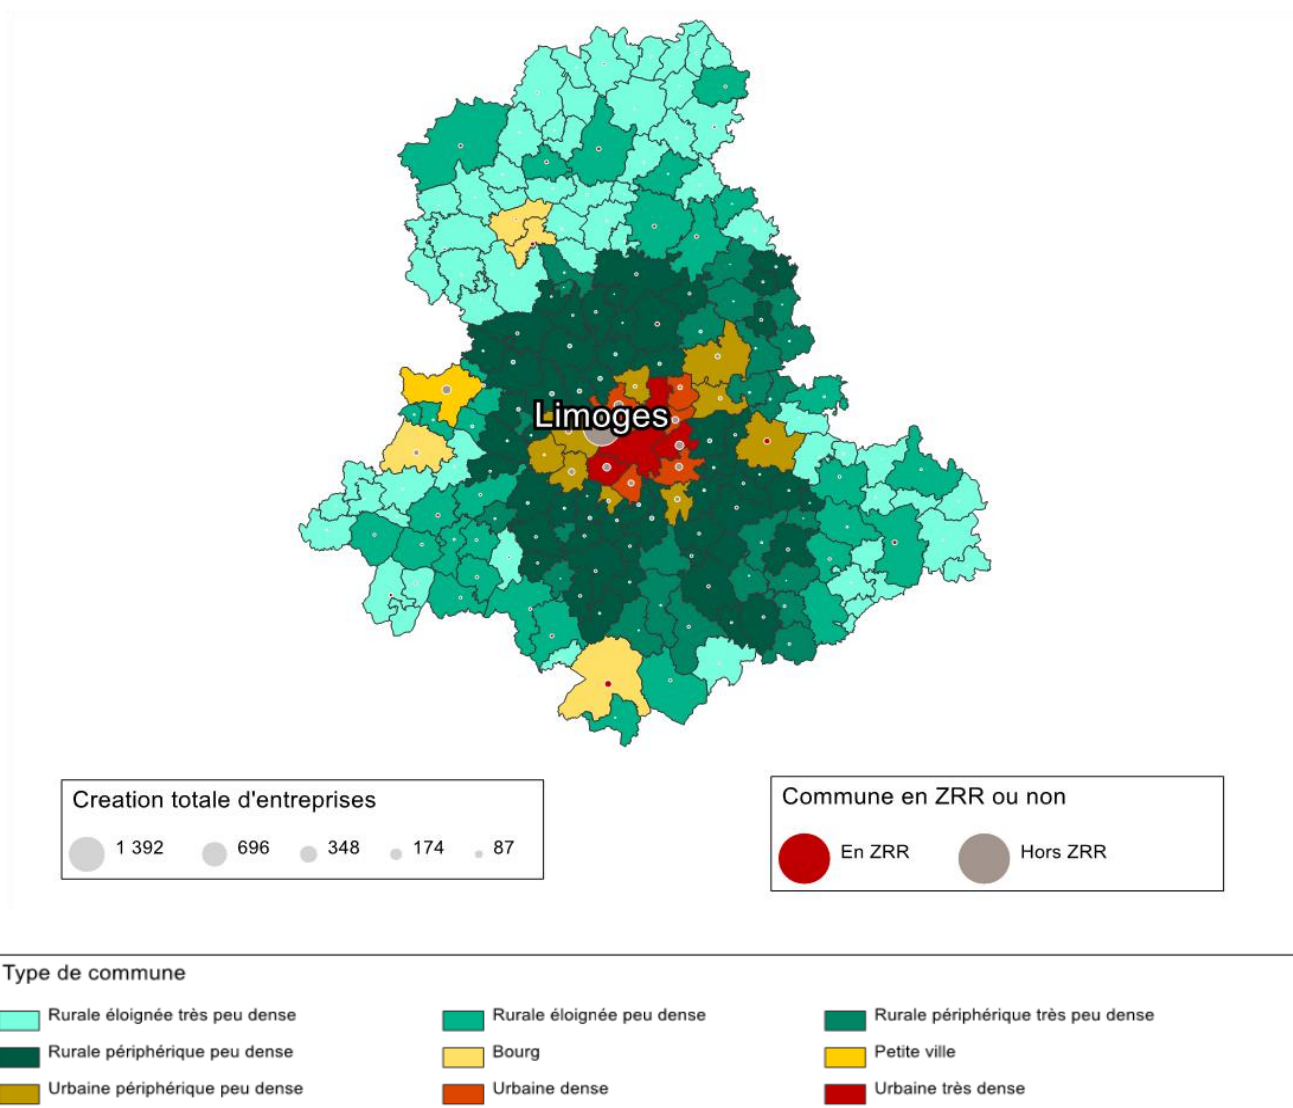 Limoges
Creation totale d'entreprises
1 392 696 348 174 87
Commune en ZRR ou non
En ZRR Hors ZRR
Type de commune
Rurale éloignée très peu dense Rurale éloignée peu dense Rurale périphérique très peu dense
Rurale périphérique peu dense Bourg Petite ville
Urbaine périphérique peu dense Urbaine dense Urbaine très dense